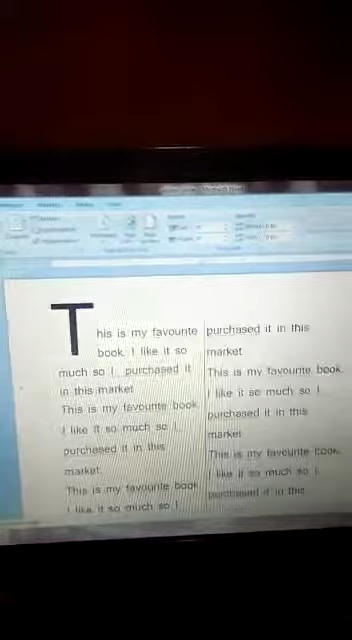 This is my favourite
book. I like it so
much so I purchased it
in this market
This is my favourite book.
I like it so much so I
purchased it in this
market.
This is my favourite book
I like it so much so I
purchased it in this
market
This is my favourite book.
I like it so much so I
purchased it in this
market
This is my favourite book.
I like it so much so I
purchased it in this